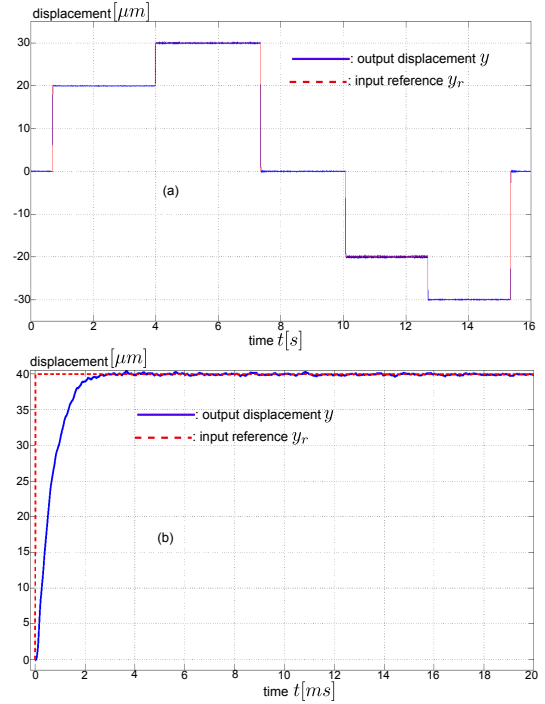 displacement [μm]
30
20
10
0
-10
-20
-30
: output displacement y
: input reference y_r
(a)
0 2 4 6 8 10 12 14 16
time t[s]
displacement [μm]
40
35
30
25
20
15
10
5
0
: output displacement y
: input reference y_r
(b)
0 2 4 6 8 10 12 14 16 18 20
time t[ms]